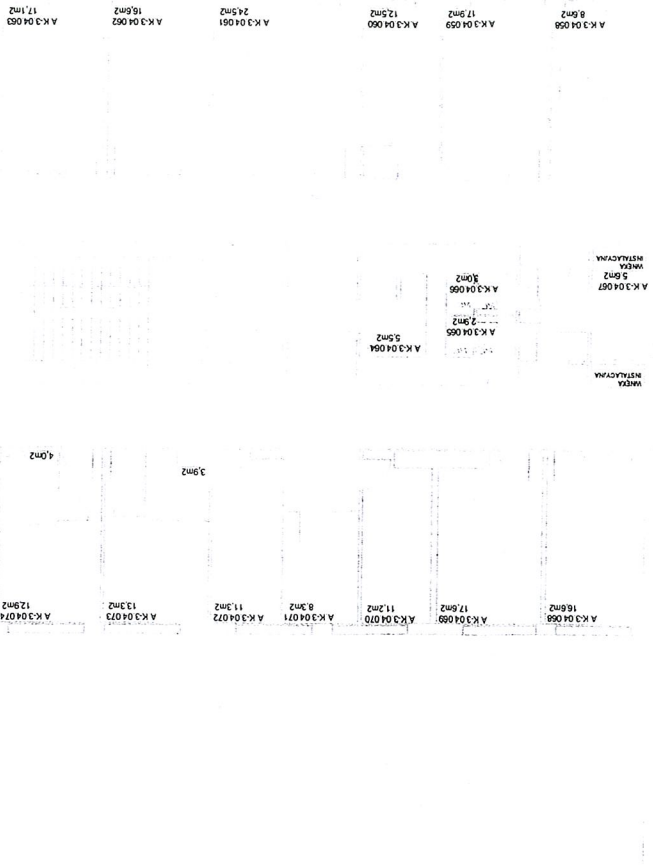 A K-3 04 068
16,6m2
A K-3 04 069
17,6m2
A K-3 04 070
11,2m2
A K-3 04 071
8,3m2
A K-3 04 072
11,3m2
A K-3 04 073
13,3m2
A K-3 04 074
12,9m2
3,9m2
4,0m2
WNĘKA
INSTALACYJNA
A K-3 04 064
5,5m2
A K-3 04 065
2,9m2
A K-3 04 066
3,0m2
A K-3 04 067
5,6m2
WNĘKA
INSTALACYJNA
A K-3 04 058
8,6m2
A K-3 04 059
17,9m2
A K-3 04 060
12,5m2
A K-3 04 061
24,5m2
A K-3 04 062
16,6m2
A K-3 04 063
17,1m2